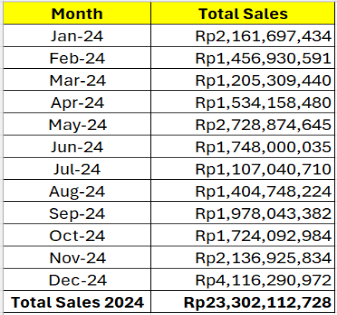 Month Total Sales
Jan-24 Rp2,161,697,434
Feb-24 Rp1,456,930,591
Mar-24 Rp1,205,309,440
Apr-24 Rp1,534,158,480
May-24 Rp2,728,874,645
Jun-24 Rp1,748,000,035
Jul-24 Rp1,107,040,710
Aug-24 Rp1,404,748,224
Sep-24 Rp1,978,043,382
Oct-24 Rp1,724,092,984
Nov-24 Rp2,136,925,834
Dec-24 Rp4,116,290,972
Total Sales 2024 Rp23,302,112,728